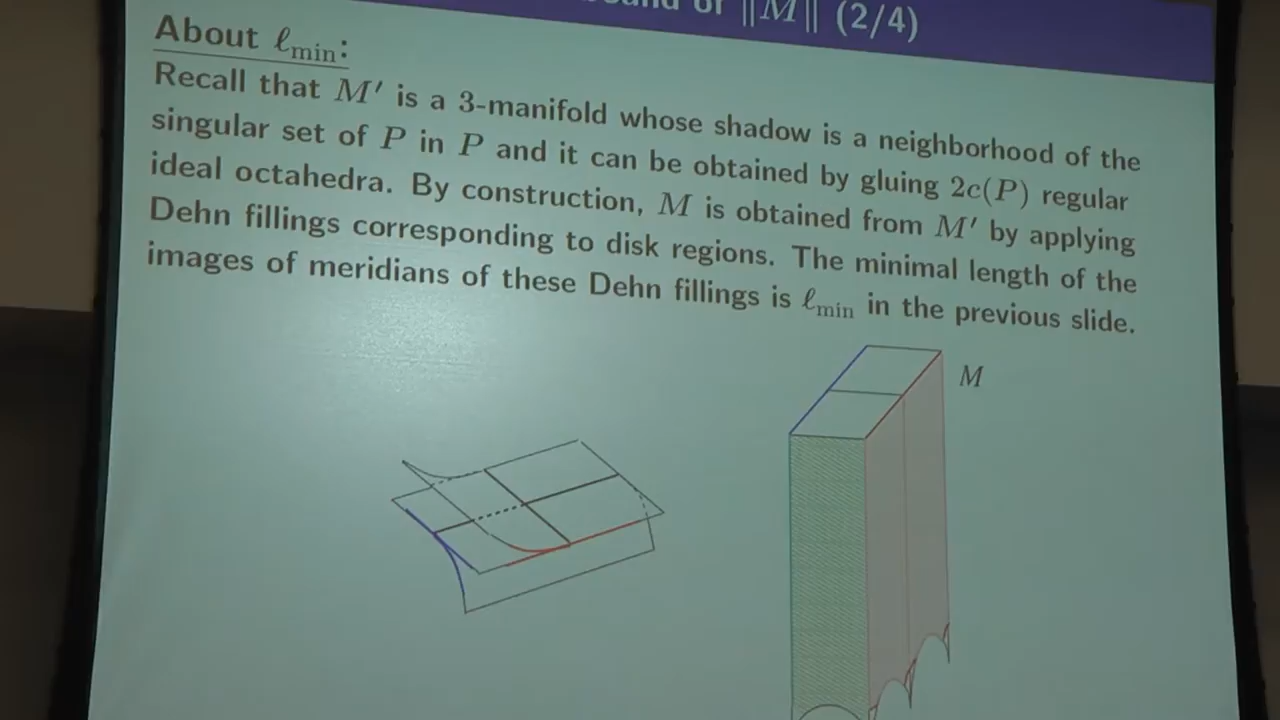 of ‖M‖ (2/4)
About ℓmin:
Recall that M′ is a 3-manifold whose shadow is a neighborhood of the
singular set of P in P and it can be obtained by gluing 2c(P) regular
ideal octahedra. By construction, M is obtained from M′ by applying
Dehn fillings corresponding to disk regions. The minimal length of the
images of meridians of these Dehn fillings is ℓmin in the previous slide.
M